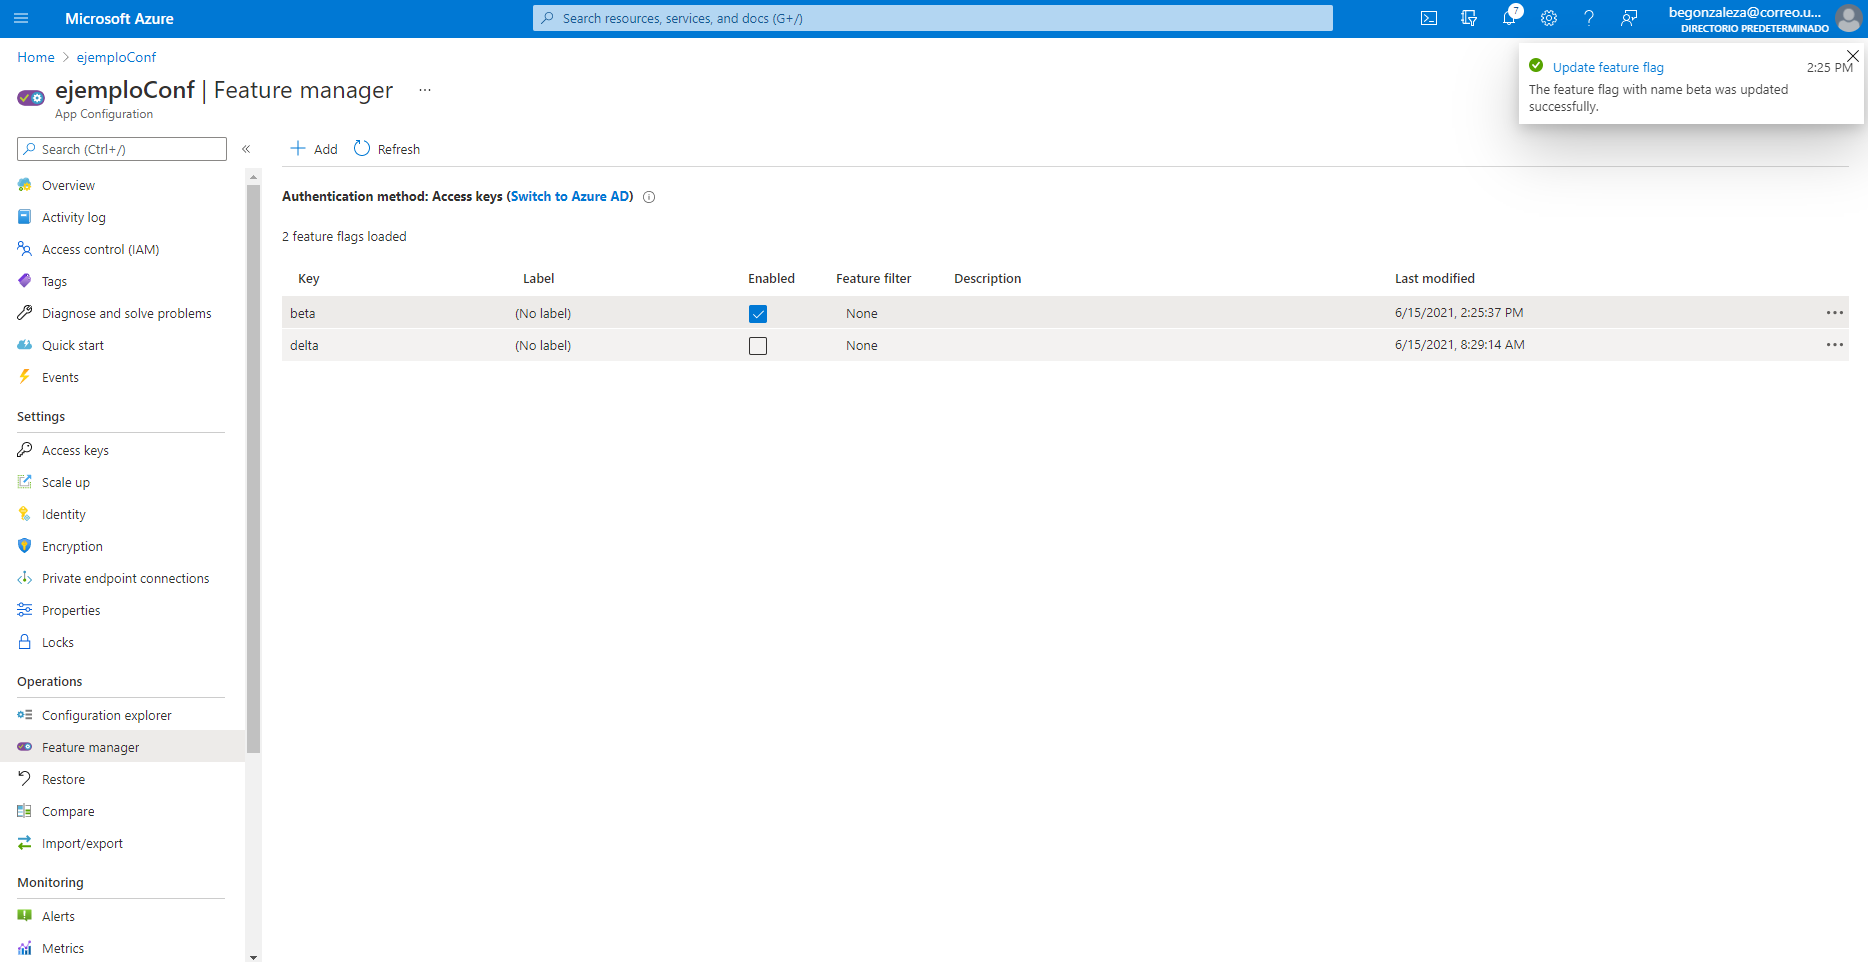 Microsoft Azure
Search resources, services, and docs (G+/)
7
begonzaleza@correo.u...
DIRECTORIO PREDETERMINADO
Home > ejemploConf
ejemploConf | Feature manager ...
App Configuration
Update feature flag 2:25 PM
The feature flag with name beta was updated
successfully.
Search (Ctrl+/) «
Overview
Activity log
Access control (IAM)
Tags
Diagnose and solve problems
Quick start
Events
Settings
Access keys
Scale up
Identity
Encryption
Private endpoint connections
Properties
Locks
Operations
Configuration explorer
Feature manager
Restore
Compare
Import/export
Monitoring
Alerts
Metrics
Add Refresh
Authentication method: Access keys (Switch to Azure AD)
2 feature flags loaded
Key Label Enabled Feature filter Description Last modified
beta (No label) None 6/15/2021, 2:25:37 PM
delta (No label) None 6/15/2021, 8:29:14 AM